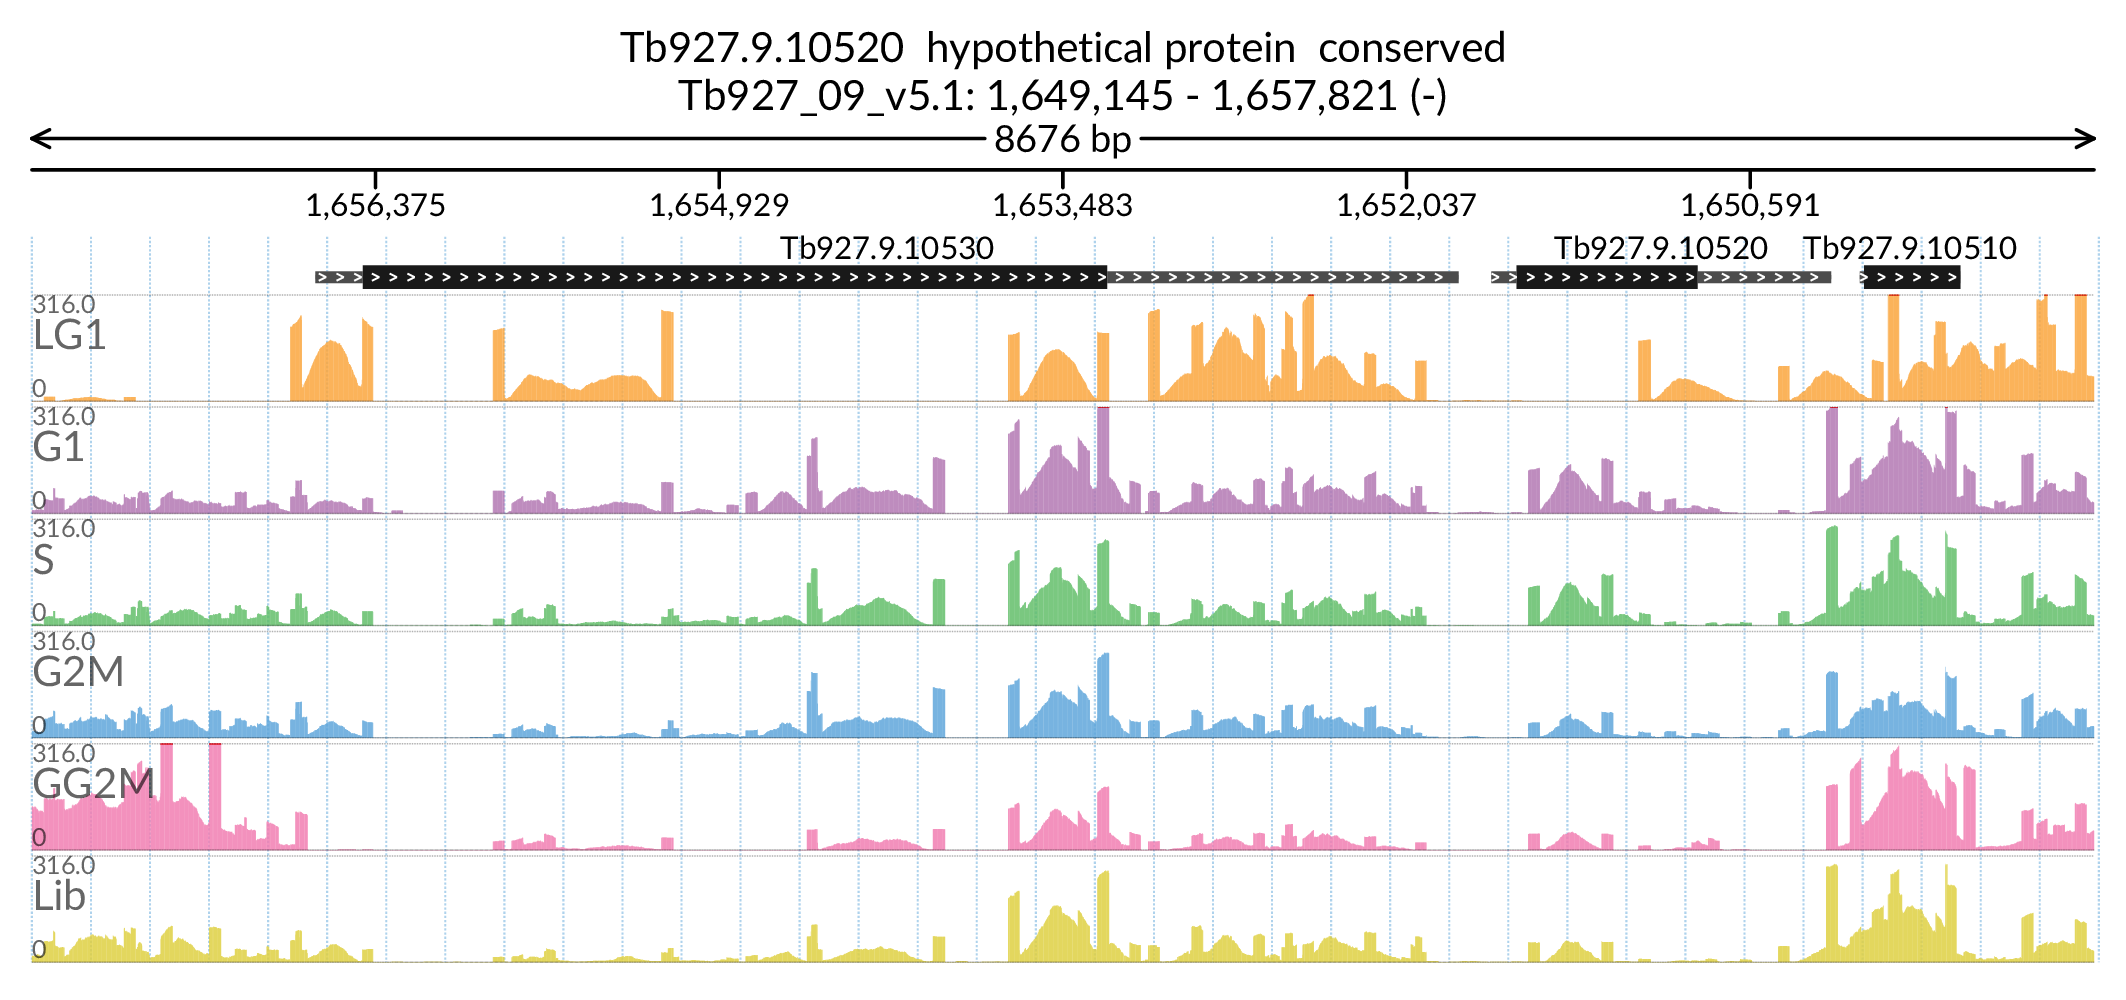 Tb927.9.10520  hypothetical protein  conserved
Tb927_09_v5.1: 1,649,145 - 1,657,821 (-)
8676 bp
1,656,375 1,654,929 1,653,483 1,652,037 1,650,591
Tb927.9.10530 Tb927.9.10520 Tb927.9.10510
316.0
LG1
0
316.0
G1
0
316.0
S
0
316.0
G2M
0
316.0
GG2M
0
316.0
Lib
0